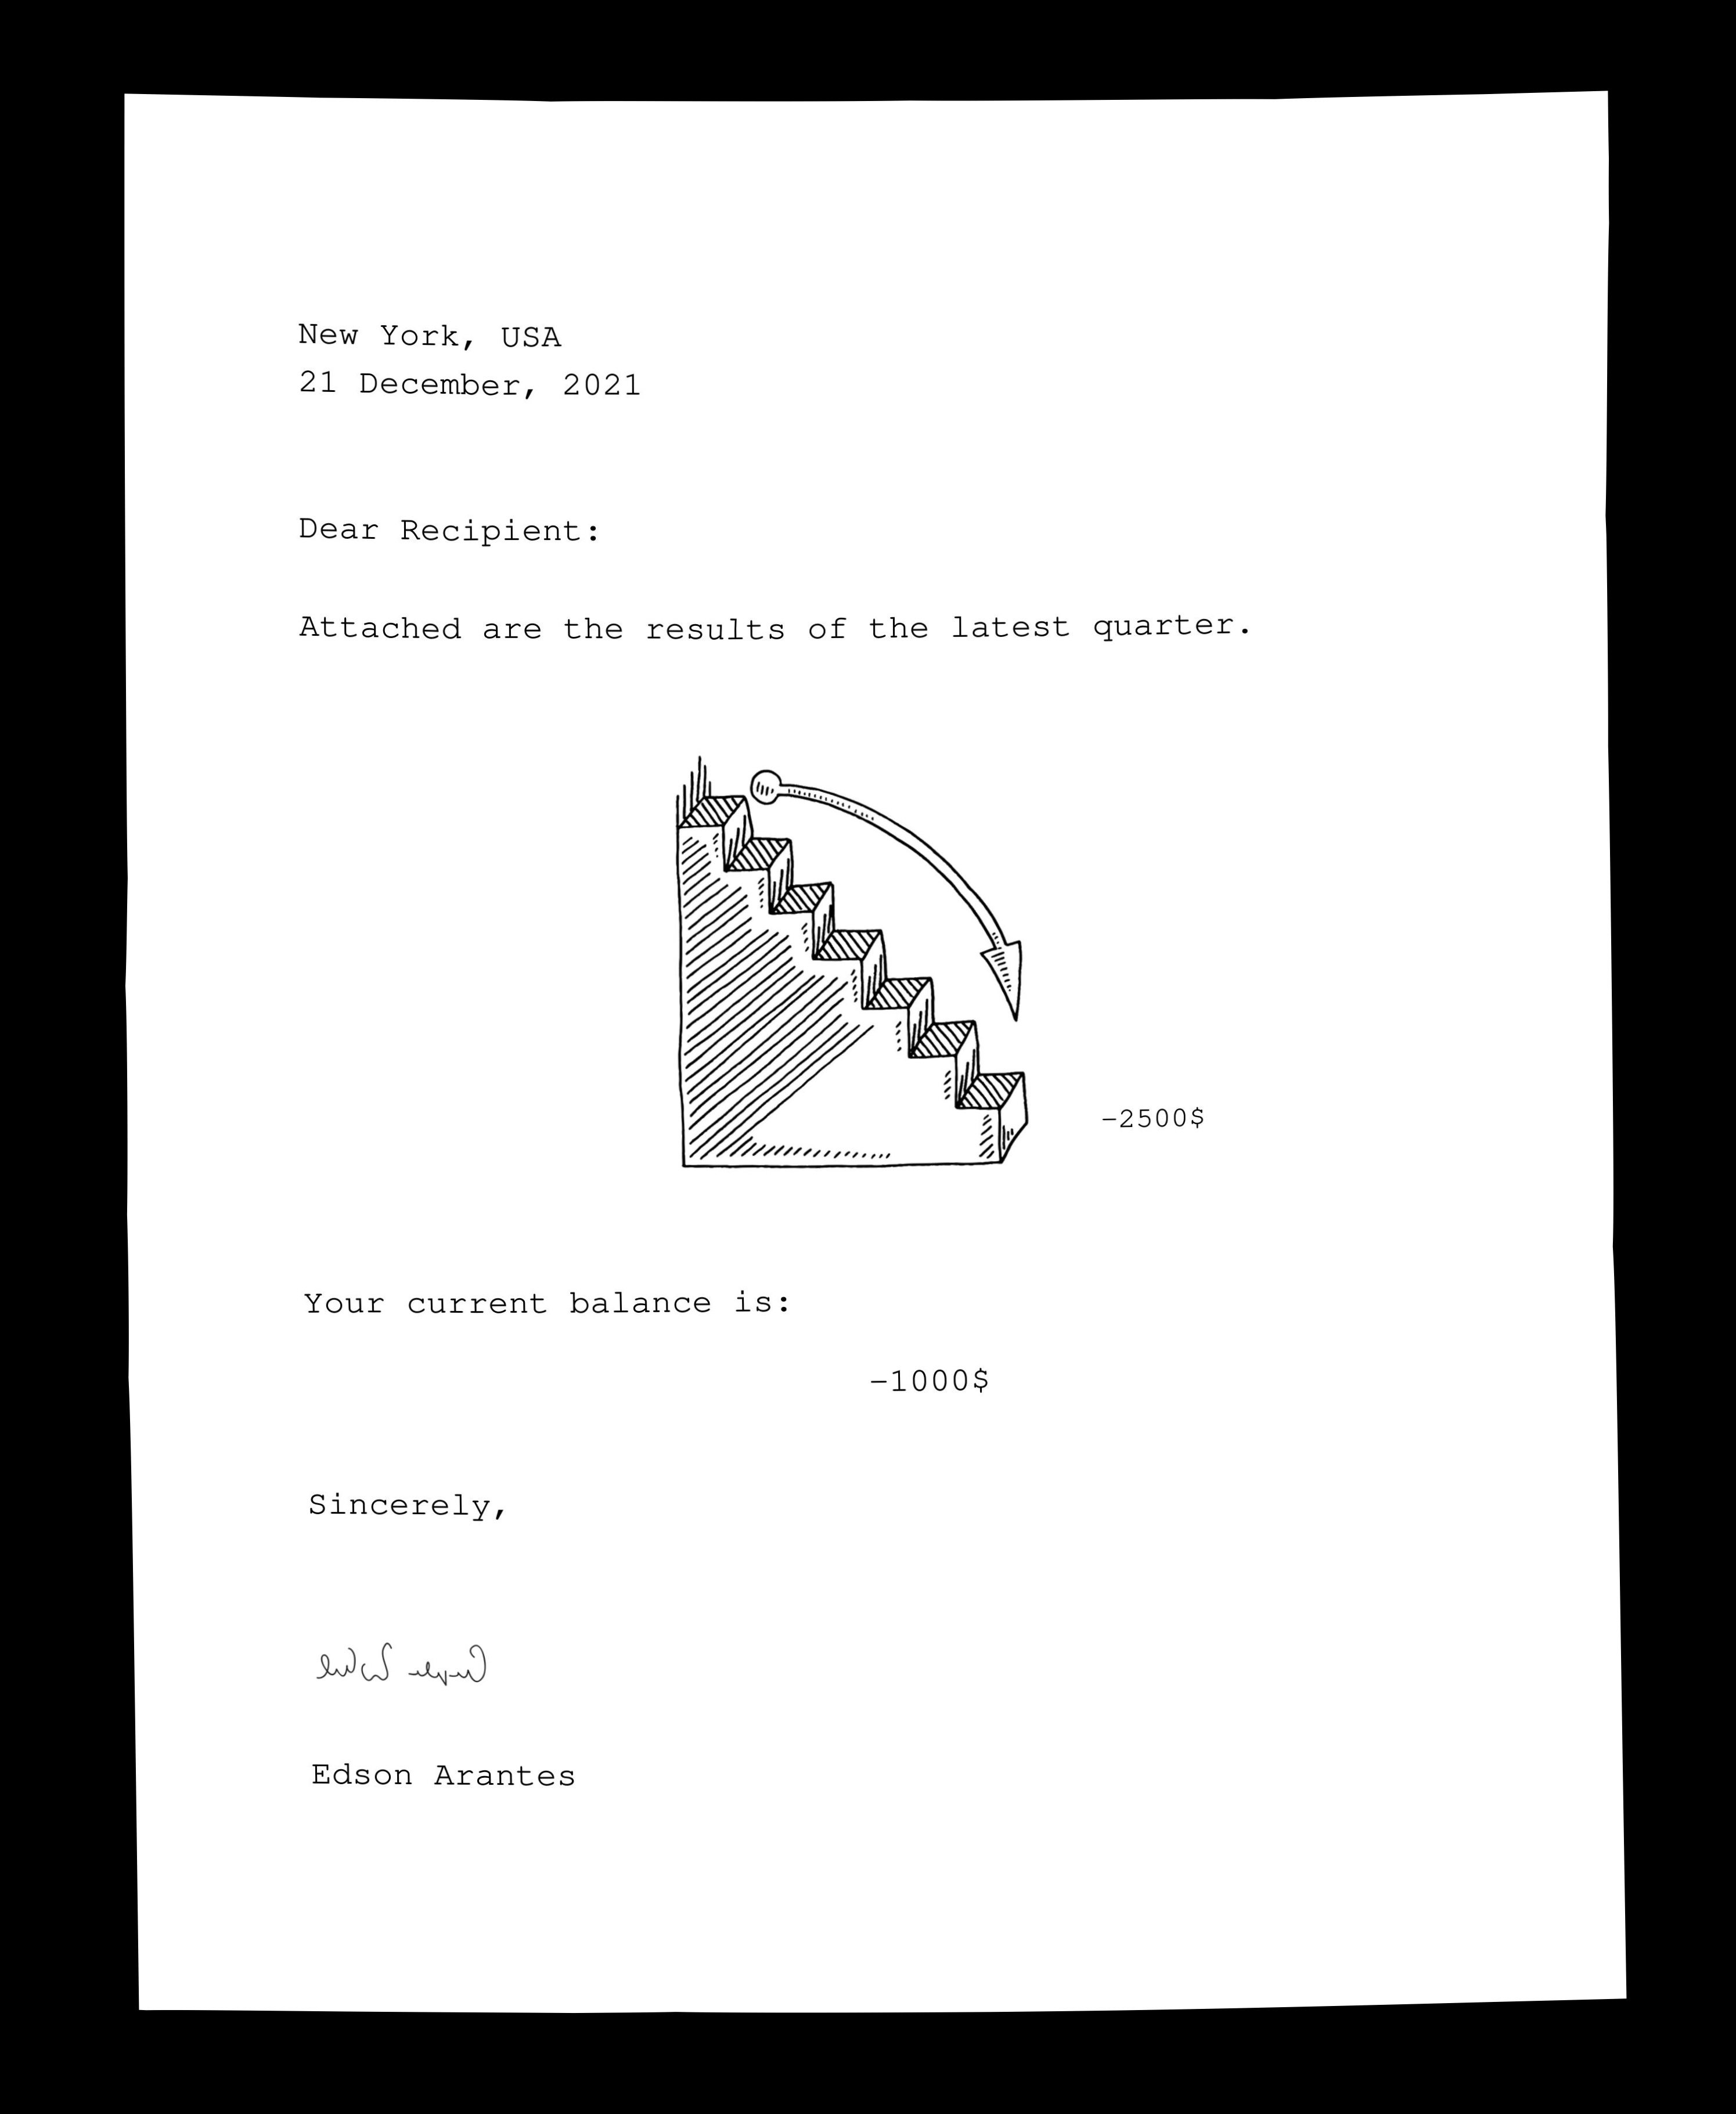 New York, USA
21 December, 2021
Dear Recipient:
Attached are the results of the latest quarter.
-2500$
Your current balance is:
-1000$
Sincerely,
Edson Arantes